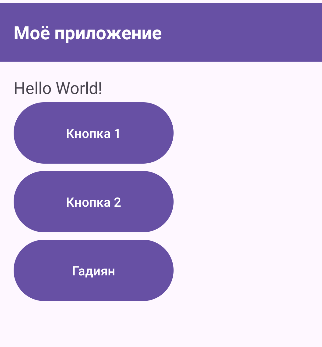 Моё приложение
Hello World!
Кнопка 1
Кнопка 2
Гадиян